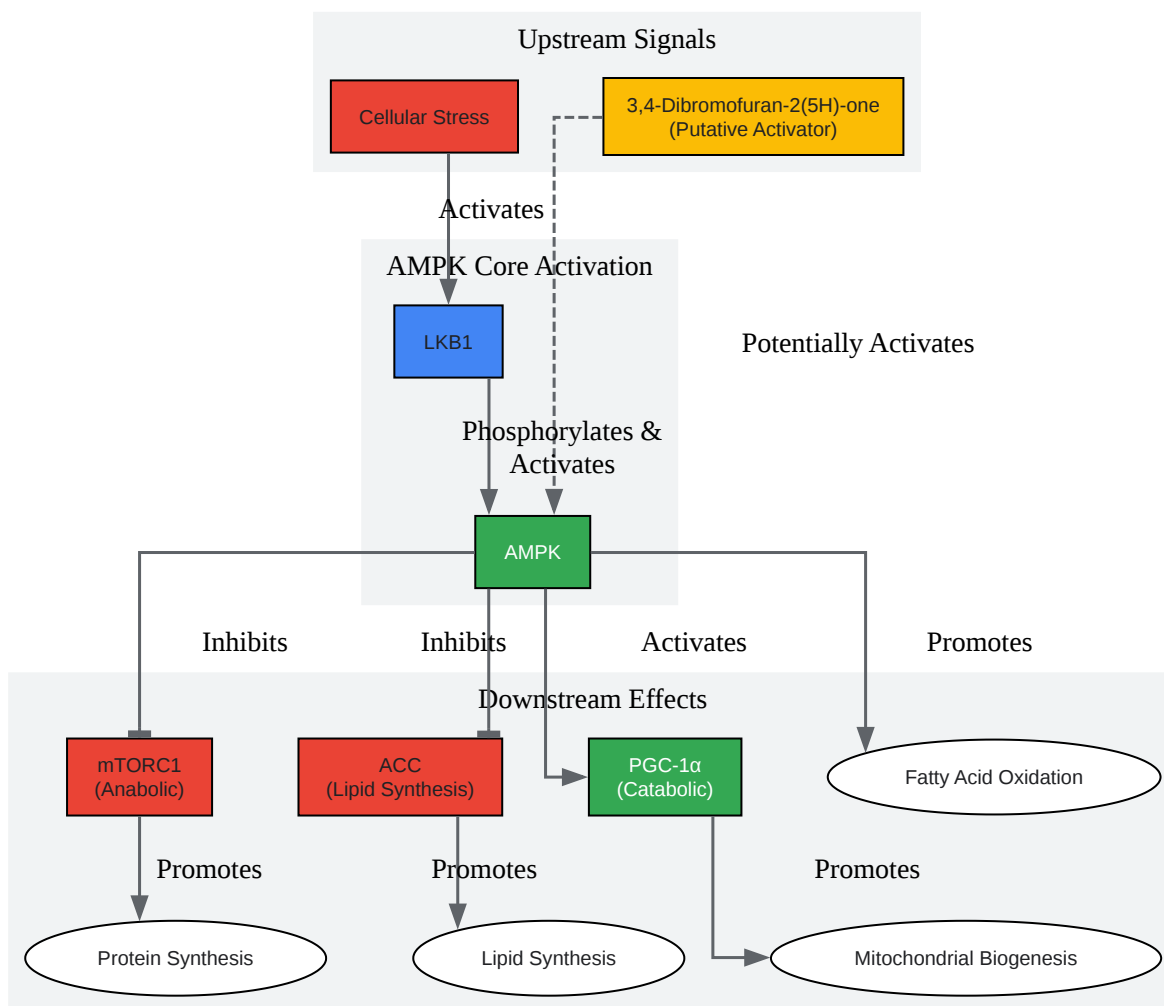 Upstream Signals
Cellular Stress
3,4-Dibromofuran-2(5H)-one
(Putative Activator)
Activates
AMPK Core Activation
LKB1
Potentially Activates
Phosphorylates &
Activates
AMPK
Inhibits
Inhibits
Activates
Promotes
Downstream Effects
mTORC1
(Anabolic)
ACC
(Lipid Synthesis)
PGC-1α
(Catabolic)
Fatty Acid Oxidation
Promotes
Promotes
Promotes
Protein Synthesis
Lipid Synthesis
Mitochondrial Biogenesis